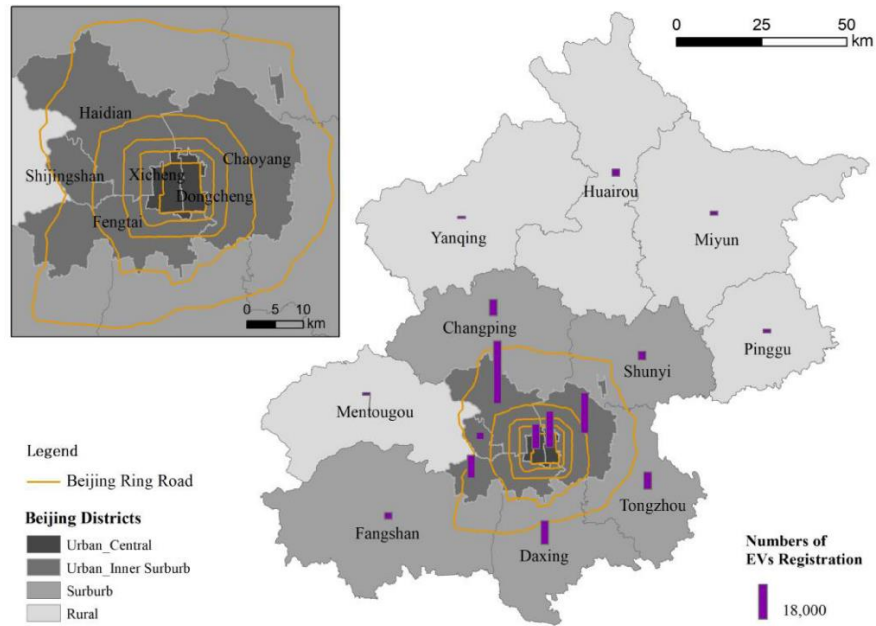 0 25 50
km
Haidian
Chaoyang
Shijingshan
Xicheng
Dongcheng
Fengtai
0 5 10
km
Huairou
Yanqing
Miyun
Changping
Pinggu
Shunyi
Mentougou
Tongzhou
Fangshan
Daxing
Legend
Beijing Ring Road
Beijing Districts
Urban_Central
Urban_Inner Surburb
Surburb
Rural
Numbers of
EVs Registration
18,000